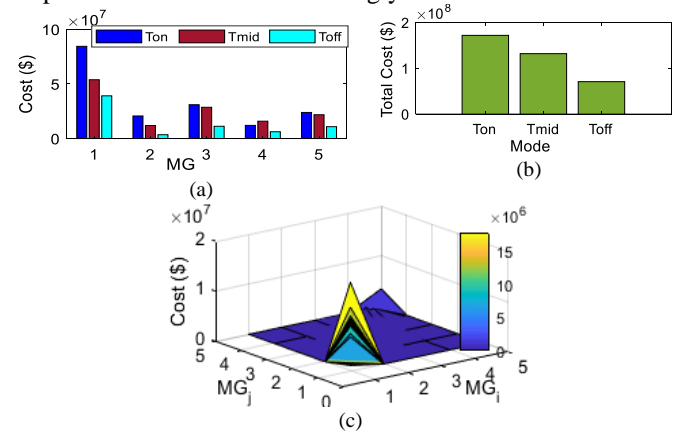 ×10⁷
10
5
0
Cost ($)
Ton Tmid Toff
1 2 3 4 5
MG
(a)
×10⁸
2
1
0
Total Cost ($)
Ton Tmid Toff
Mode
(b)
×10⁷
2
1
0
Cost ($)
5 4 3 2 1 0
MGj
1 2 3 4 5
MGi
×10⁶
15
10
5
0
(c)